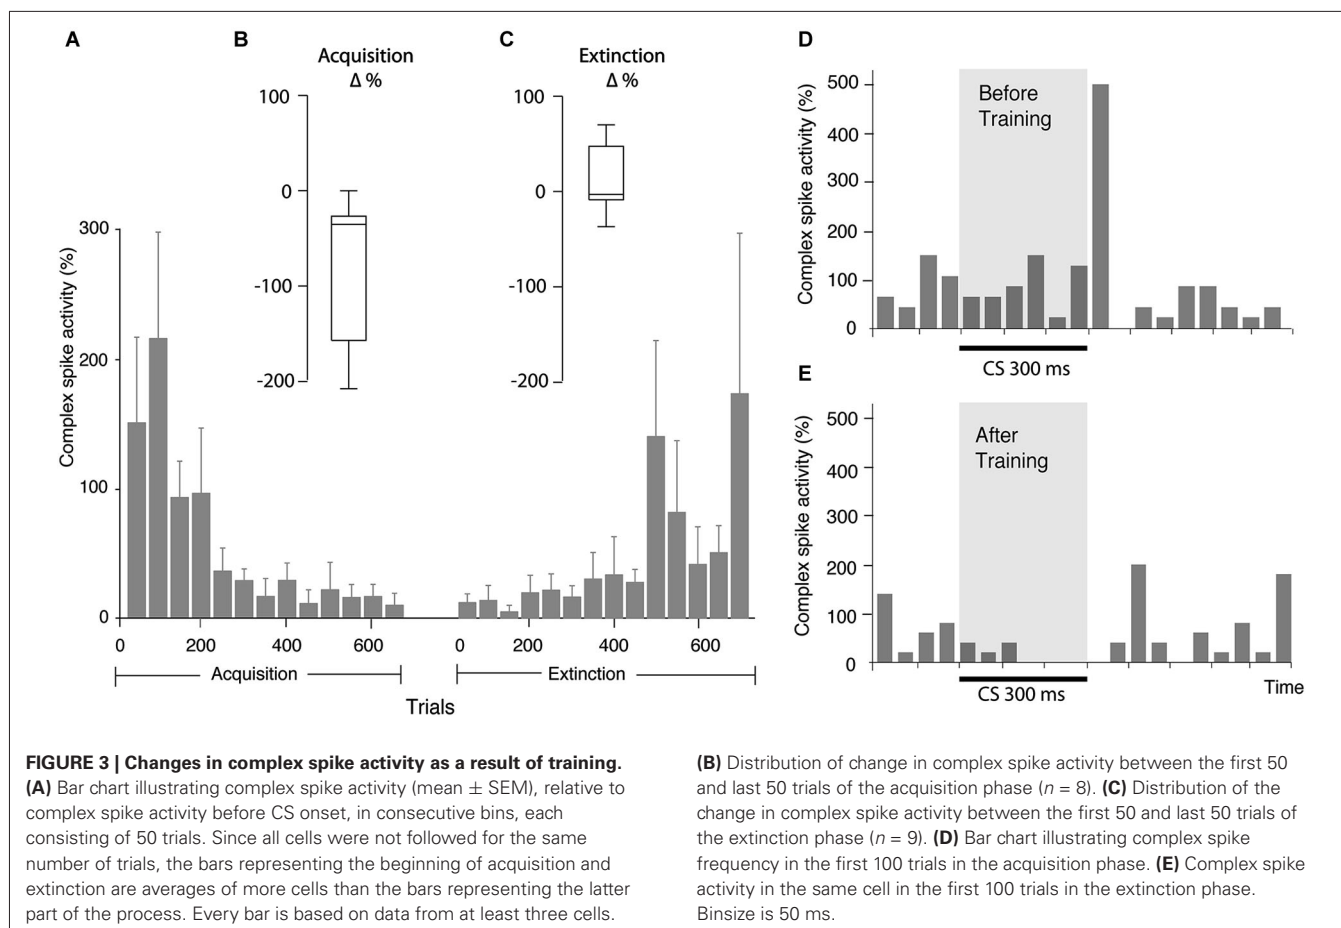 A
B
C
D
Acquisition
Δ %
Extinction
Δ %
100
0
-100
-200
100
0
-100
-200
Complex spike activity (%)
300
200
100
0
0
200
400
600
0
200
400
600
Acquisition
Extinction
Trials
Complex spike activity (%)
500
400
300
200
100
0
Before
Training
CS 300 ms
E
Complex spike activity (%)
500
400
300
200
100
0
After
Training
CS 300 ms
Time
FIGURE 3 | Changes in complex spike activity as a result of training.
(A) Bar chart illustrating complex spike activity (mean ± SEM), relative to
complex spike activity before CS onset, in consecutive bins, each
consisting of 50 trials. Since all cells were not followed for the same
number of trials, the bars representing the beginning of acquisition and
extinction are averages of more cells than the bars representing the latter
part of the process. Every bar is based on data from at least three cells.
(B) Distribution of change in complex spike activity between the first 50
and last 50 trials of the acquisition phase (n = 8). (C) Distribution of the
change in complex spike activity between the first 50 and last 50 trials of
the extinction phase (n = 9). (D) Bar chart illustrating complex spike
frequency in the first 100 trials in the acquisition phase. (E) Complex spike
activity in the same cell in the first 100 trials in the extinction phase.
Binsize is 50 ms.